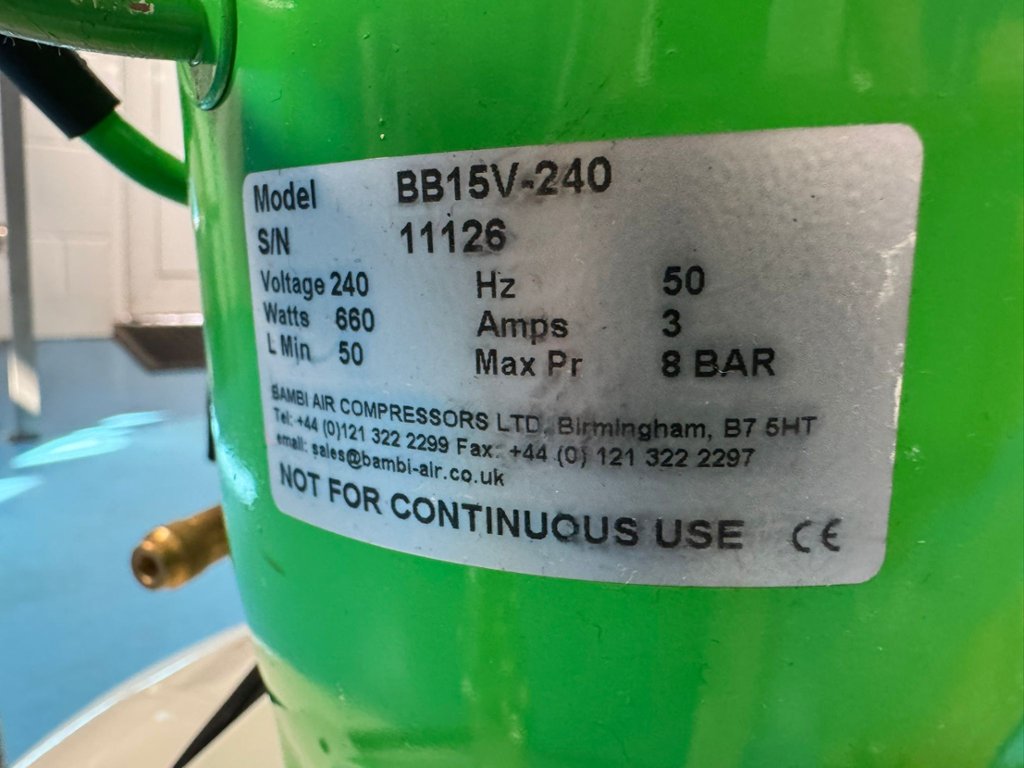 Model BB15V-240
S/N 11126
Voltage 240 Hz 50
Watts 660 Amps 3
L Min 50 Max Pr 8 BAR
BAMBI AIR COMPRESSORS LTD. Birmingham, B7 5HT
Tel: +44 (0)121 322 2299 Fax: +44 (0) 121 322 2297
email: sales@bambi-air.co.uk
NOT FOR CONTINUOUS USE CE